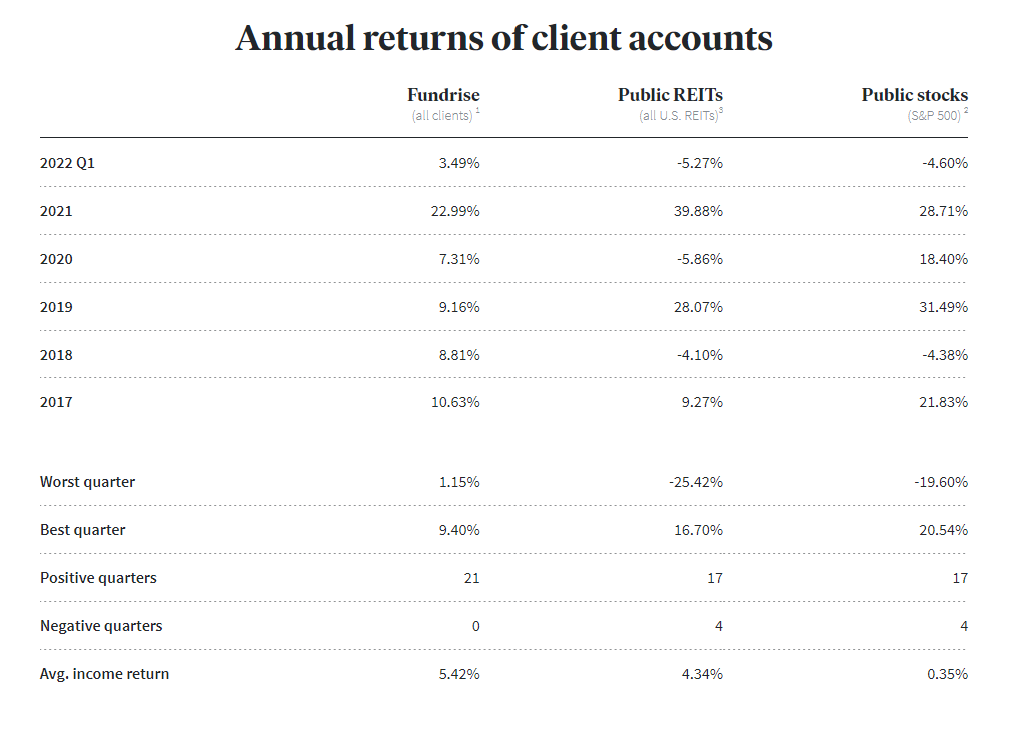 Annual returns of client accounts
Fundrise Public REITs Public stocks
(all clients) 1 (all U.S. REITs)3 (S&P 500) 2
2022 Q1 3.49% -5.27% -4.60%
2021 22.99% 39.88% 28.71%
2020 7.31% -5.86% 18.40%
2019 9.16% 28.07% 31.49%
2018 8.81% -4.10% -4.38%
2017 10.63% 9.27% 21.83%
Worst quarter 1.15% -25.42% -19.60%
Best quarter 9.40% 16.70% 20.54%
Positive quarters 21 17 17
Negative quarters 0 4 4
Avg. income return 5.42% 4.34% 0.35%